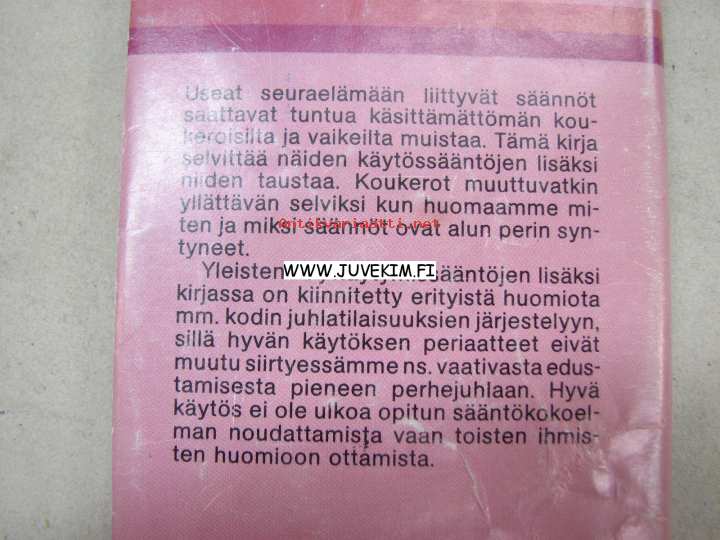 Useat seuraelämään liittyvät säännöt
saattavat tuntua käsittämättömän kou-
keroisilta ja vaikeilta muistaa. Tämä kirja
selvittää näiden käytössääntöjen lisäksi
niiden taustaa. Koukerot muuttuvatkin
yllättävän selviksi kun huomaamme mi-
ten ja miksi säännöt ovat alun perin syn-
antikvariaatti.net
tyneet.
Yleisten lisäksi
WWW.JUVEKIM.FI
kirjassa on kiinnitetty erityistä huomiota
mm. kodin juhlatilaisuuksien järjestelyyn,
sillä hyvän käytöksen periaatteet eivät
muutu siirtyessämme ns. vaativasta edus-
tamisesta pieneen perhejuhlaan. Hyvä
käytös ei ole ulkoa opitun sääntökokoel-
man noudattamista vaan toisten ihmis-
ten huomioon ottamista.